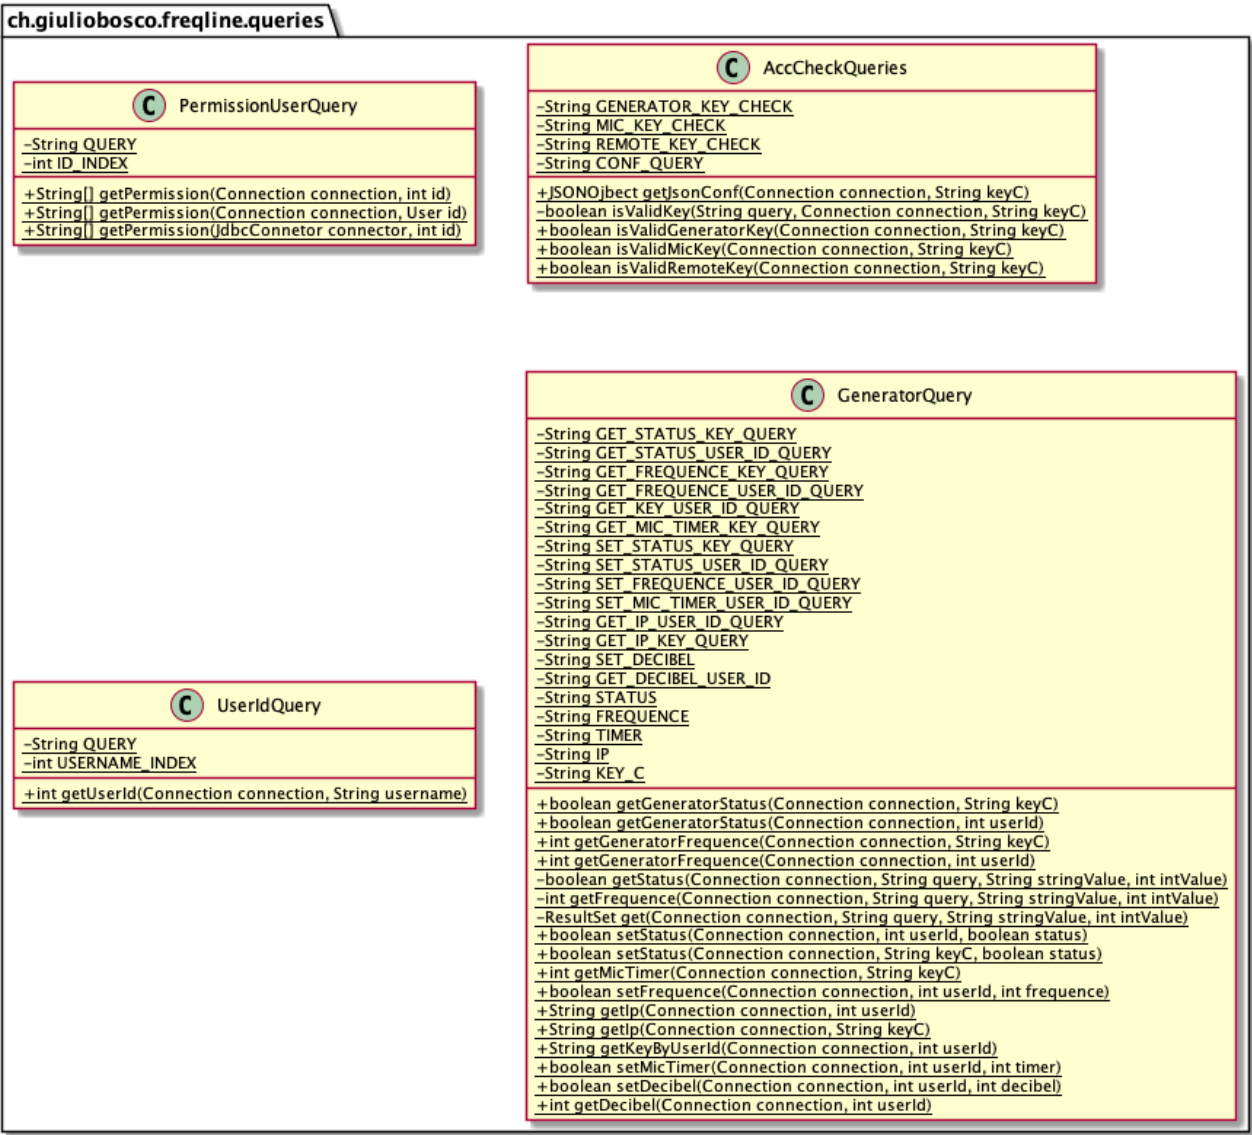 ch.giuliobosco.freqline.queries
C PermissionUserQuery
-String QUERY
-int ID_INDEX
+String[] getPermission(Connection connection, int id)
+String[] getPermission(Connection connection, User id)
+String[] getPermission(JdbcConnetor connector, int id)
C AccCheckQueries
-String GENERATOR_KEY_CHECK
-String MIC_KEY_CHECK
-String REMOTE_KEY_CHECK
-String CONF_QUERY
+JSONOjbect getJsonConf(Connection connection, String keyC)
-boolean isValidKey(String query, Connection connection, String keyC)
+boolean isValidGeneratorKey(Connection connection, String keyC)
+boolean isValidMicKey(Connection connection, String keyC)
+boolean isValidRemoteKey(Connection connection, String keyC)
C UserIdQuery
-String QUERY
-int USERNAME_INDEX
+int getUserId(Connection connection, String username)
C GeneratorQuery
-String GET_STATUS_KEY_QUERY
-String GET_STATUS_USER_ID_QUERY
-String GET_FREQUENCE_KEY_QUERY
-String GET_FREQUENCE_USER_ID_QUERY
-String GET_KEY_USER_ID_QUERY
-String GET_MIC_TIMER_KEY_QUERY
-String SET_STATUS_KEY_QUERY
-String SET_STATUS_USER_ID_QUERY
-String SET_FREQUENCE_USER_ID_QUERY
-String SET_MIC_TIMER_USER_ID_QUERY
-String GET_IP_USER_ID_QUERY
-String GET_IP_KEY_QUERY
-String SET_DECIBEL
-String GET_DECIBEL_USER_ID
-String STATUS
-String FREQUENCE
-String TIMER
-String IP
-String KEY_C
+boolean getGeneratorStatus(Connection connection, String keyC)
+boolean getGeneratorStatus(Connection connection, int userId)
+int getGeneratorFrequence(Connection connection, String keyC)
+int getGeneratorFrequence(Connection connection, int userId)
-boolean getStatus(Connection connection, String query, String stringValue, int intValue)
-int getFrequence(Connection connection, String query, String stringValue, int intValue)
-ResultSet get(Connection connection, String query, String stringValue, int intValue)
+boolean setStatus(Connection connection, int userId, boolean status)
+boolean setStatus(Connection connection, String keyC, boolean status)
+int getMicTimer(Connection connection, String keyC)
+boolean setFrequence(Connection connection, int userId, int frequence)
+String getIp(Connection connection, int userId)
+String getIp(Connection connection, String keyC)
+String getKeyByUserId(Connection connection, int userId)
+boolean setMicTimer(Connection connection, int userId, int timer)
+boolean setDecibel(Connection connection, int userId, int decibel)
+int getDecibel(Connection connection, int userId)